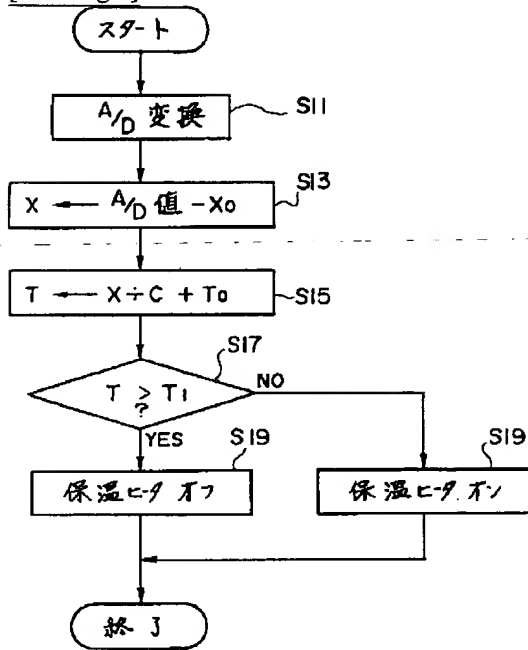 スタート
A/D 変換
S11
X ← A/D 値 - X0
S13
T ← X ÷ C + T0
S15
S17
T > T1
?
NO
YES
S19
保温ヒータ オフ
S19
保温ヒータ オン
終了